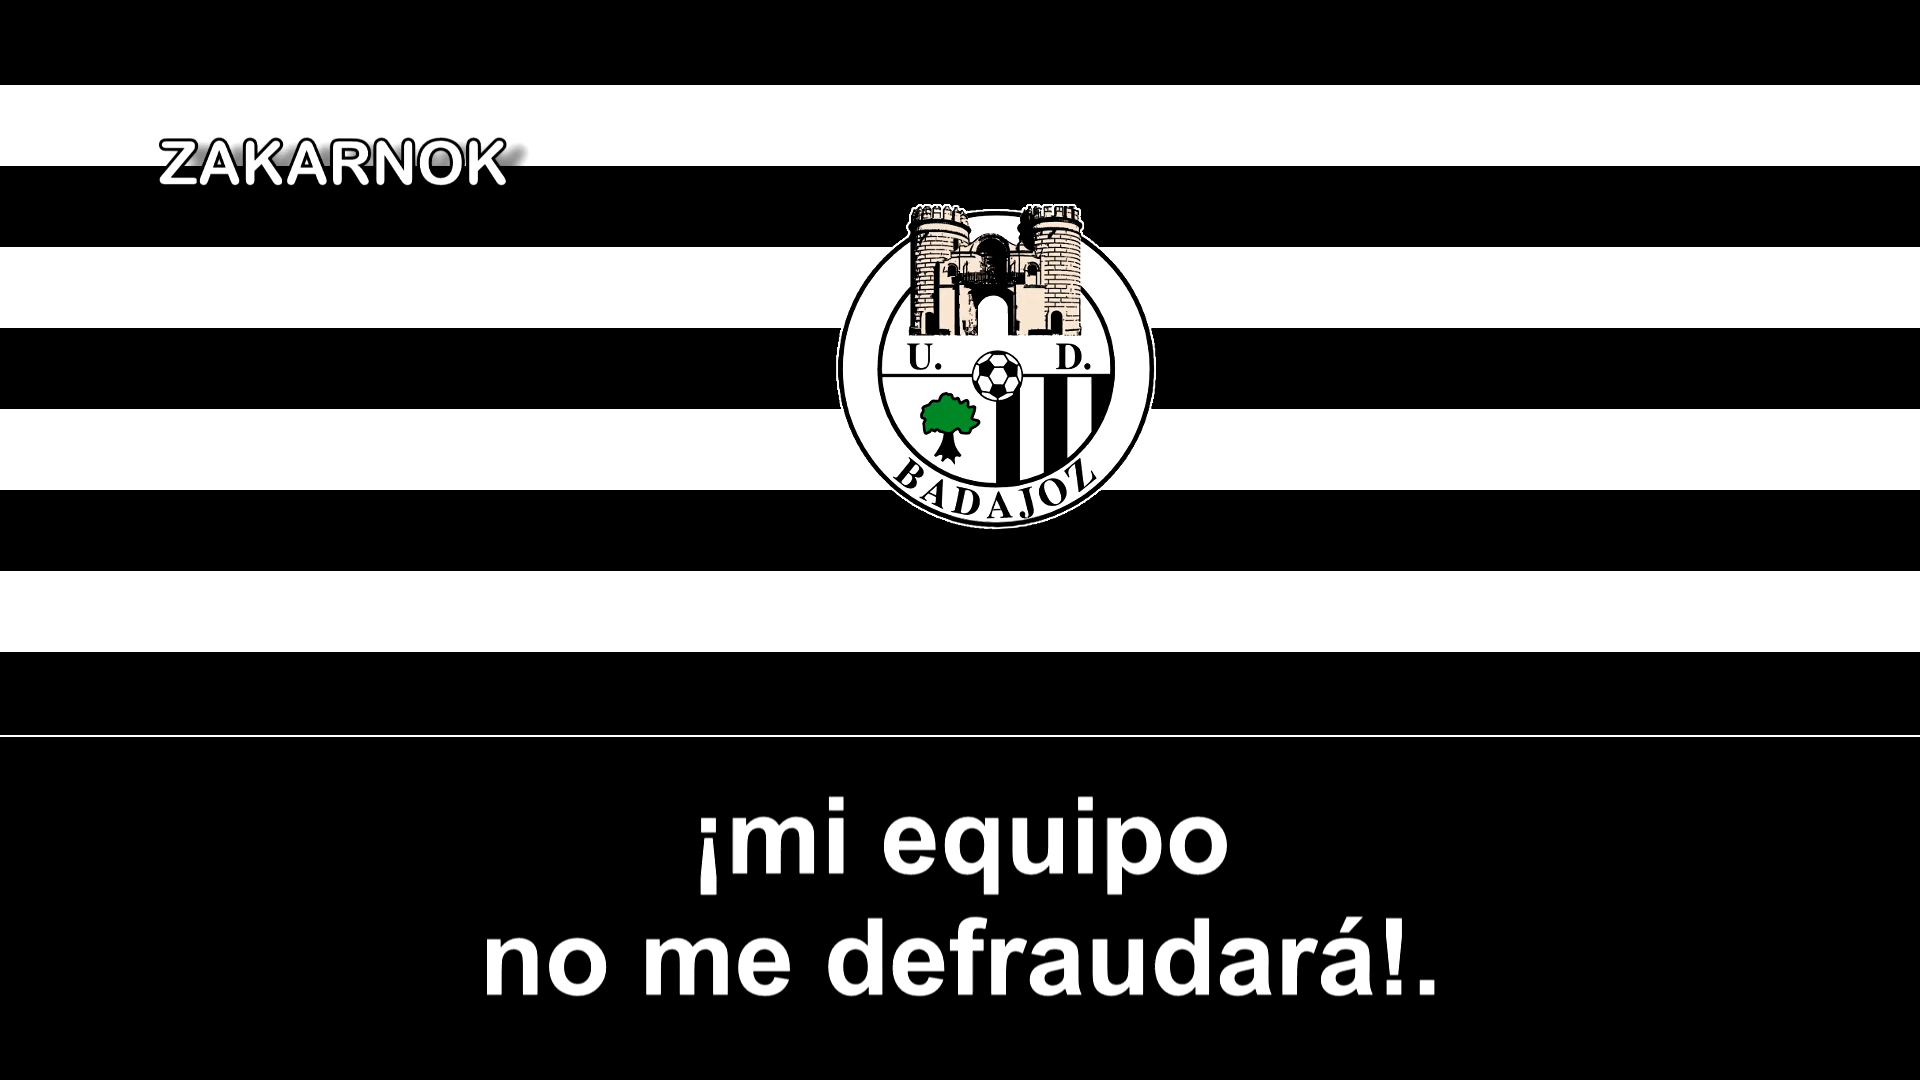 ZAKARNOK
U. D.
BADAJOZ
¡mi equipo
no me defraudará!.